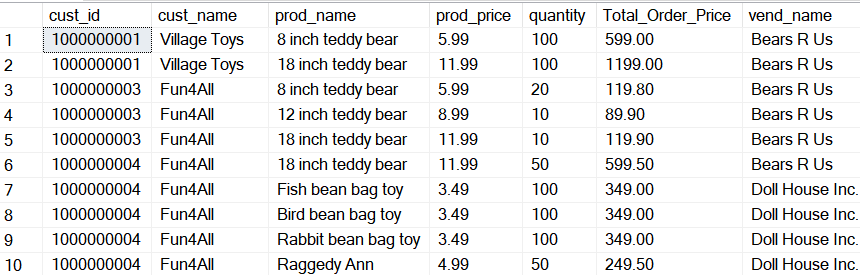 cust_id cust_name prod_name prod_price quantity Total_Order_Price vend_name
1 1000000001 Village Toys 8 inch teddy bear 5.99 100 599.00 Bears R Us
2 1000000001 Village Toys 18 inch teddy bear 11.99 100 1199.00 Bears R Us
3 1000000003 Fun4All 8 inch teddy bear 5.99 20 119.80 Bears R Us
4 1000000003 Fun4All 12 inch teddy bear 8.99 10 89.90 Bears R Us
5 1000000003 Fun4All 18 inch teddy bear 11.99 10 119.90 Bears R Us
6 1000000004 Fun4All 18 inch teddy bear 11.99 50 599.50 Bears R Us
7 1000000004 Fun4All Fish bean bag toy 3.49 100 349.00 Doll House Inc.
8 1000000004 Fun4All Bird bean bag toy 3.49 100 349.00 Doll House Inc.
9 1000000004 Fun4All Rabbit bean bag toy 3.49 100 349.00 Doll House Inc.
10 1000000004 Fun4All Raggedy Ann 4.99 50 249.50 Doll House Inc.